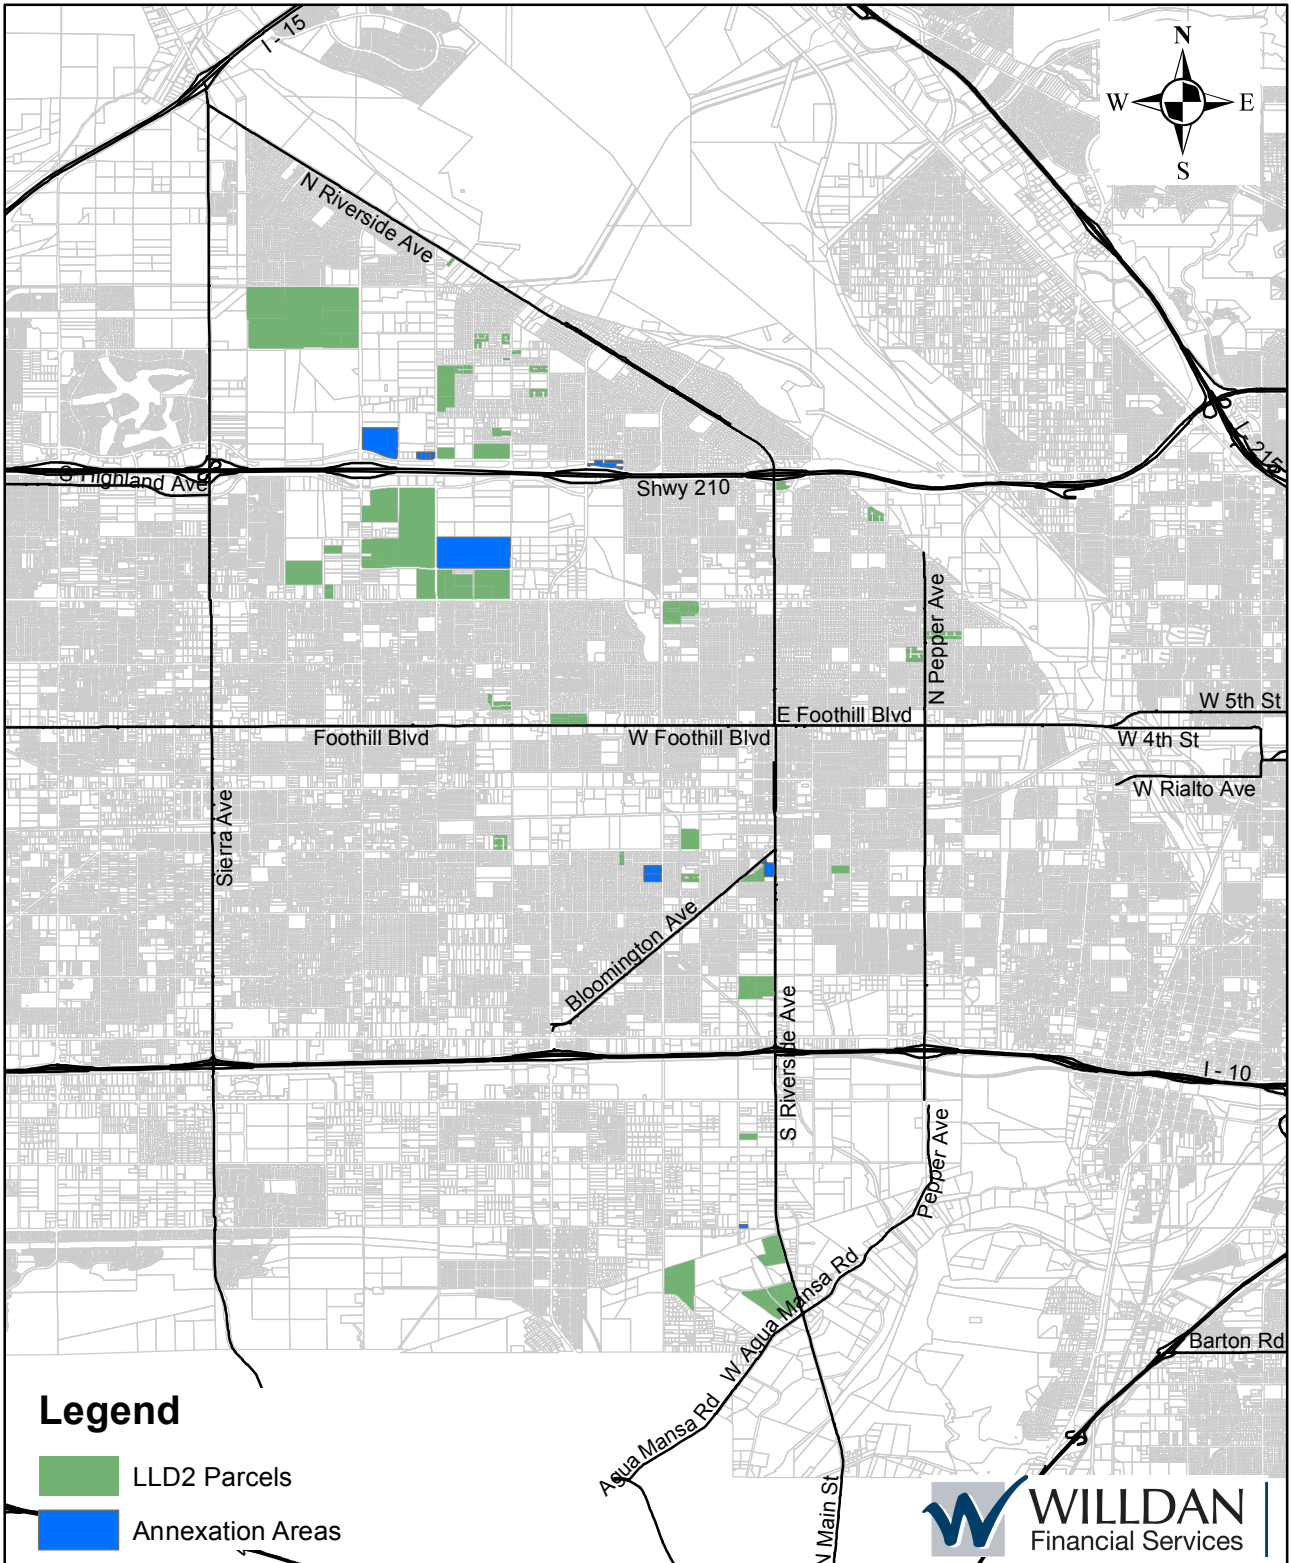 I - 15
N
W
E
S
N Riverside Ave
I - 215
S Highland Ave
Shwy 210
N Pepper Ave
W 5th St
E Foothill Blvd
Foothill Blvd
W Foothill Blvd
W 4th St
W Rialto Ave
Sierra Ave
Bloomington Ave
S Riverside Ave
I - 10
Pepper Ave
W Agua Mansa Rd
Barton Rd
Agua Mansa Rd
N Main St
Legend
LLD2 Parcels
Annexation Areas
W WILLDAN
Financial Services